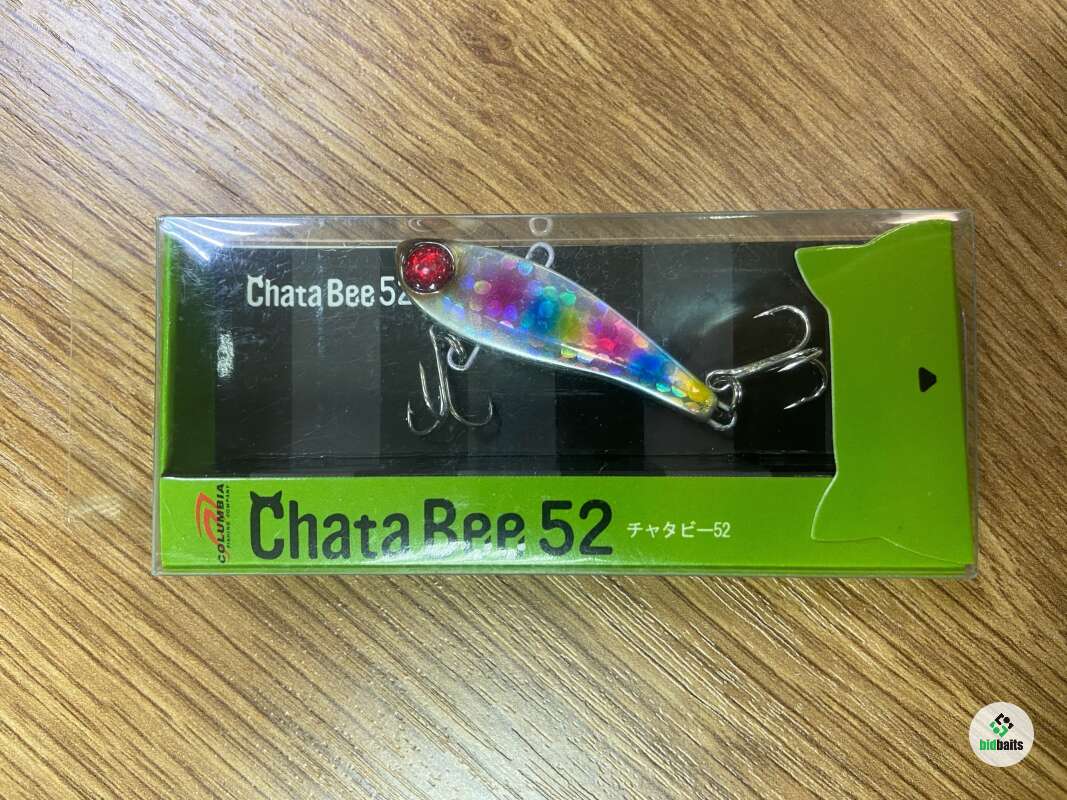 Chata Bee 52
COLUMBIA
FISHING COMPANY
Chata Bee 52 チャタビー52
bidbaits